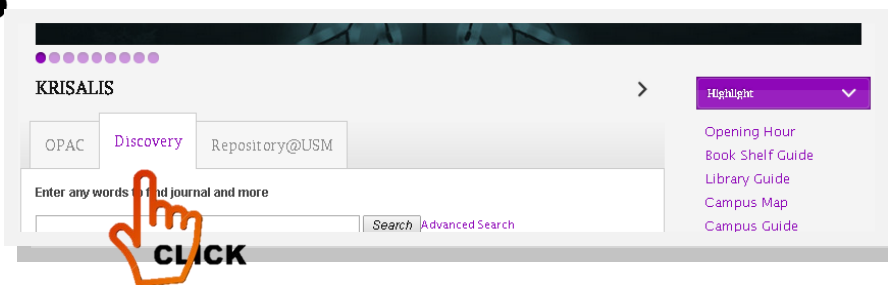 KRISALIS
Highlight
OPAC
Discovery
Repository@USM
Enter any words to find journal and more
Search Advanced Search
CLICK
Opening Hour
Book Shelf Guide
Library Guide
Campus Map
Campus Guide